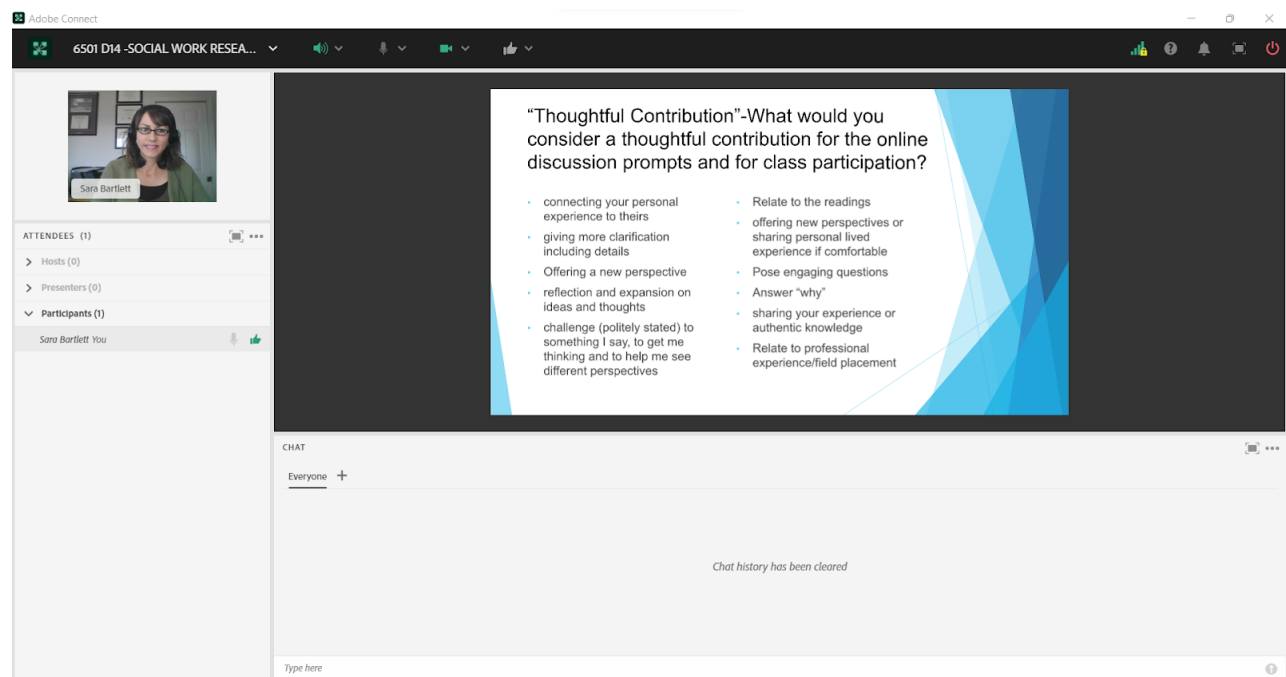 Adobe Connect
6501 D14 -SOCIAL WORK RESEA...
Sara Bartlett
ATTENDEES (1)
Hosts (0)
Presenters (0)
Participants (1)
Sara Bartlett You
“Thoughtful Contribution”-What would you
consider a thoughtful contribution for the online
discussion prompts and for class participation?
• connecting your personal
experience to theirs
• giving more clarification
including details
• Offering a new perspective
• reflection and expansion on
ideas and thoughts
• challenge (politely stated) to
something I say, to get me
thinking and to help me see
different perspectives
• Relate to the readings
• offering new perspectives or
sharing personal lived
experience if comfortable
• Pose engaging questions
• Answer “why”
• sharing your experience or
authentic knowledge
• Relate to professional
experience/field placement
CHAT
Everyone
Chat history has been cleared
Type here